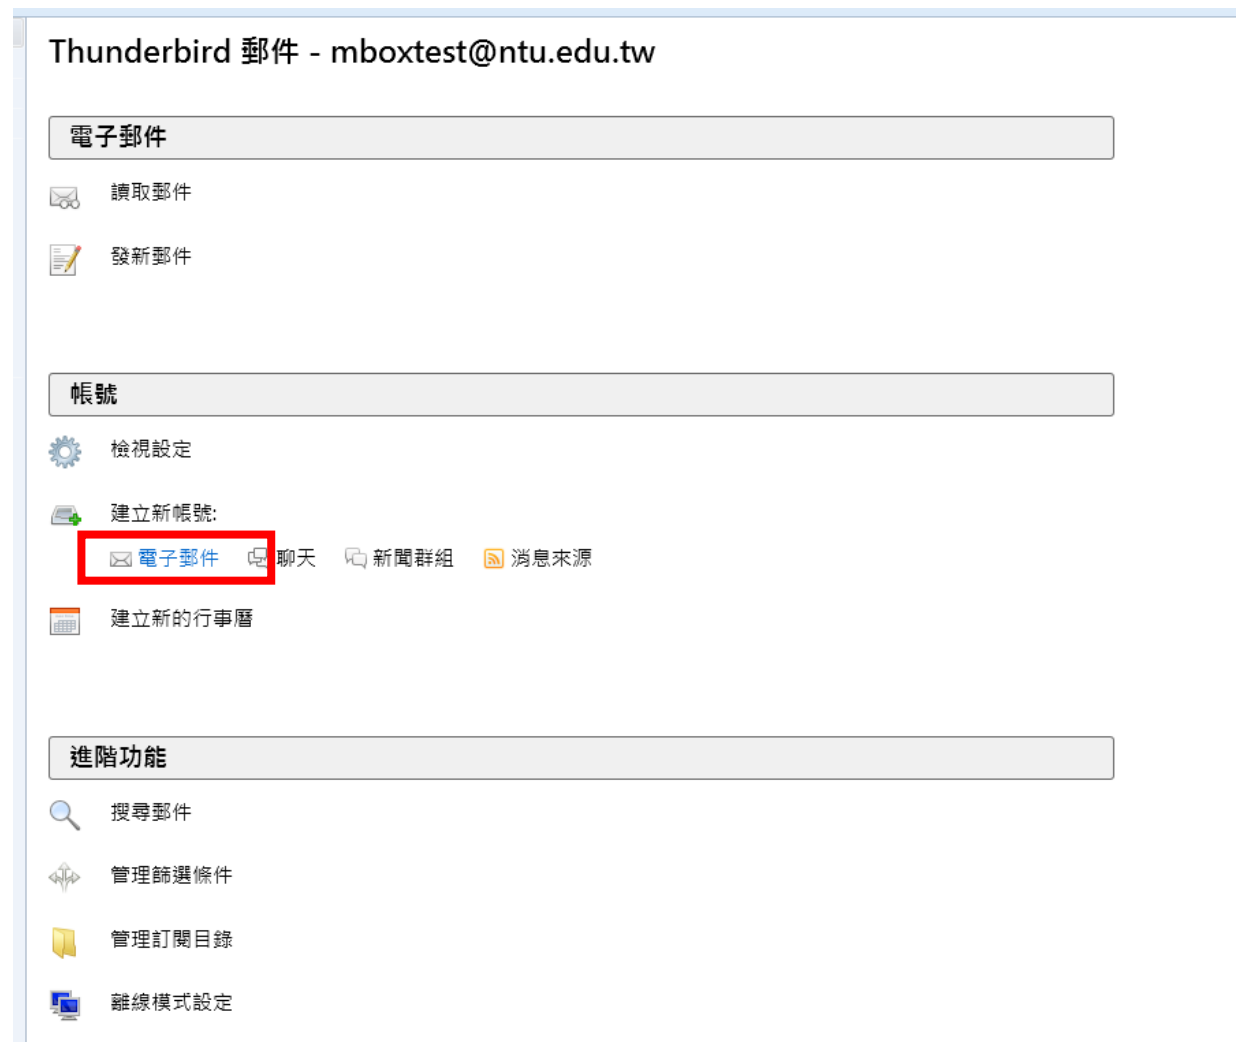 Thunderbird 郵件 - mboxtest@ntu.edu.tw
電子郵件
讀取郵件
發新郵件
帳號
檢視設定
建立新帳號:
電子郵件 聊天 新聞群組 消息來源
建立新的行事曆
進階功能
搜尋郵件
管理篩選條件
管理訂閱目錄
離線模式設定